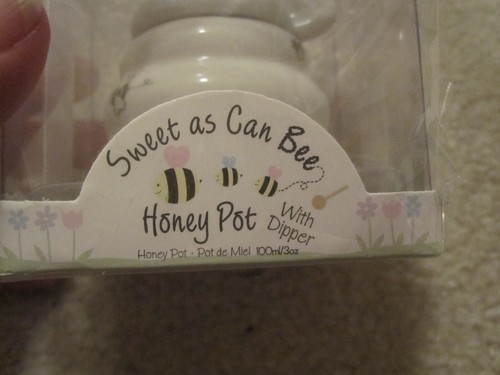 Sweet as Can Bee
Honey Pot
With
Dipper
Honey Pot · Pot de Miel 100ml/3oz